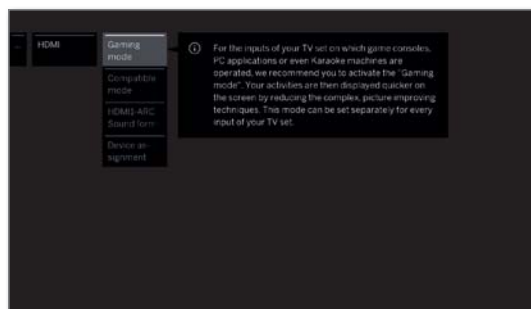 ...
HDMI
Gaming
mode
For the inputs of your TV set on which game consoles,
PC applications or even Karaoke machines are
operated, we recommend you to activate the "Gaming
mode". Your activities are then displayed quicker on
the screen by reducing the complex, picture improving
techniques. This mode can be set separately for every
input of your TV set.
Compatible
mode
HDMI3-ARC
Sound form
Device as-
signment